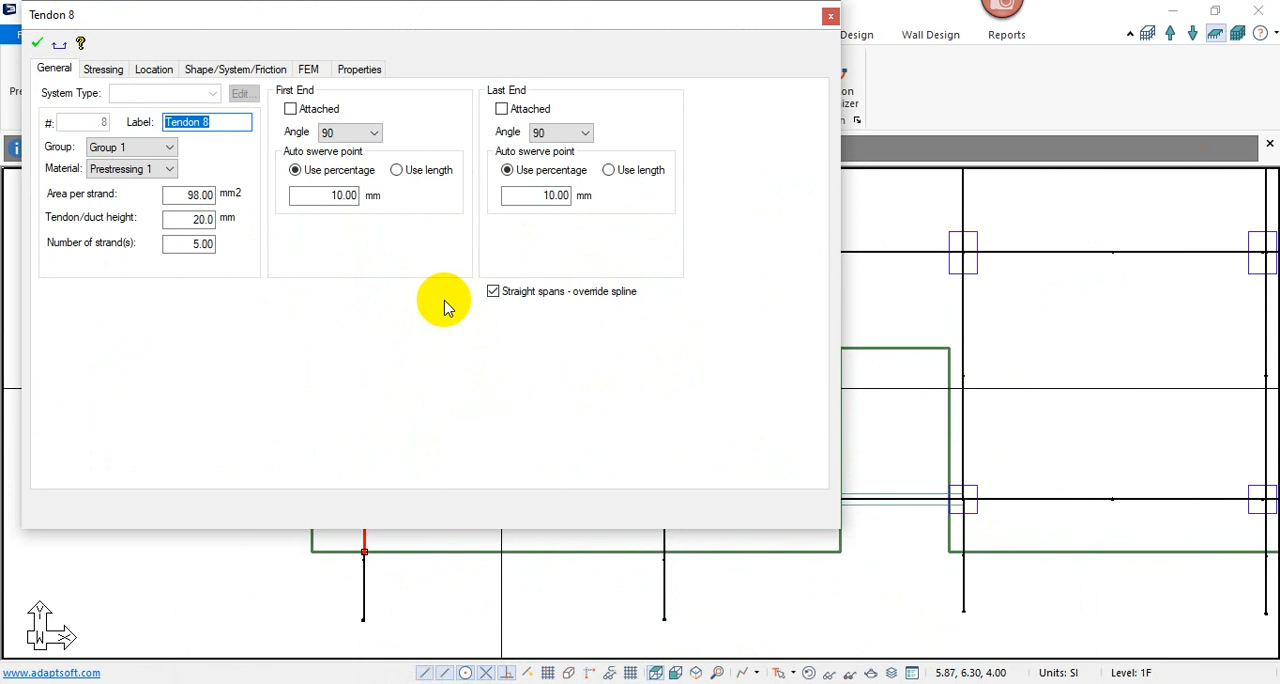 Tendon 8
x
F
Design
Wall Design
Reports
?
General
Stressing
Location
Shape/System/Friction
FEM
Properties
System Type:
Edit...
#: 8 Label: Tendon 8
Group: Group 1
Material: Prestressing 1
Area per strand: 98.00 mm2
Tendon/duct height: 20.0 mm
Number of strand(s): 5.00
First End
Attached
Angle 90
Auto swerve point
Use percentage Use length
10.00 mm
Last End
Attached
Angle 90
Auto swerve point
Use percentage Use length
10.00 mm
Straight spans - override spline
Pre
on
izer
n
i
Y
W X
www.adaptsoft.com
5.87, 6.30, 4.00
Units: SI
Level: 1F